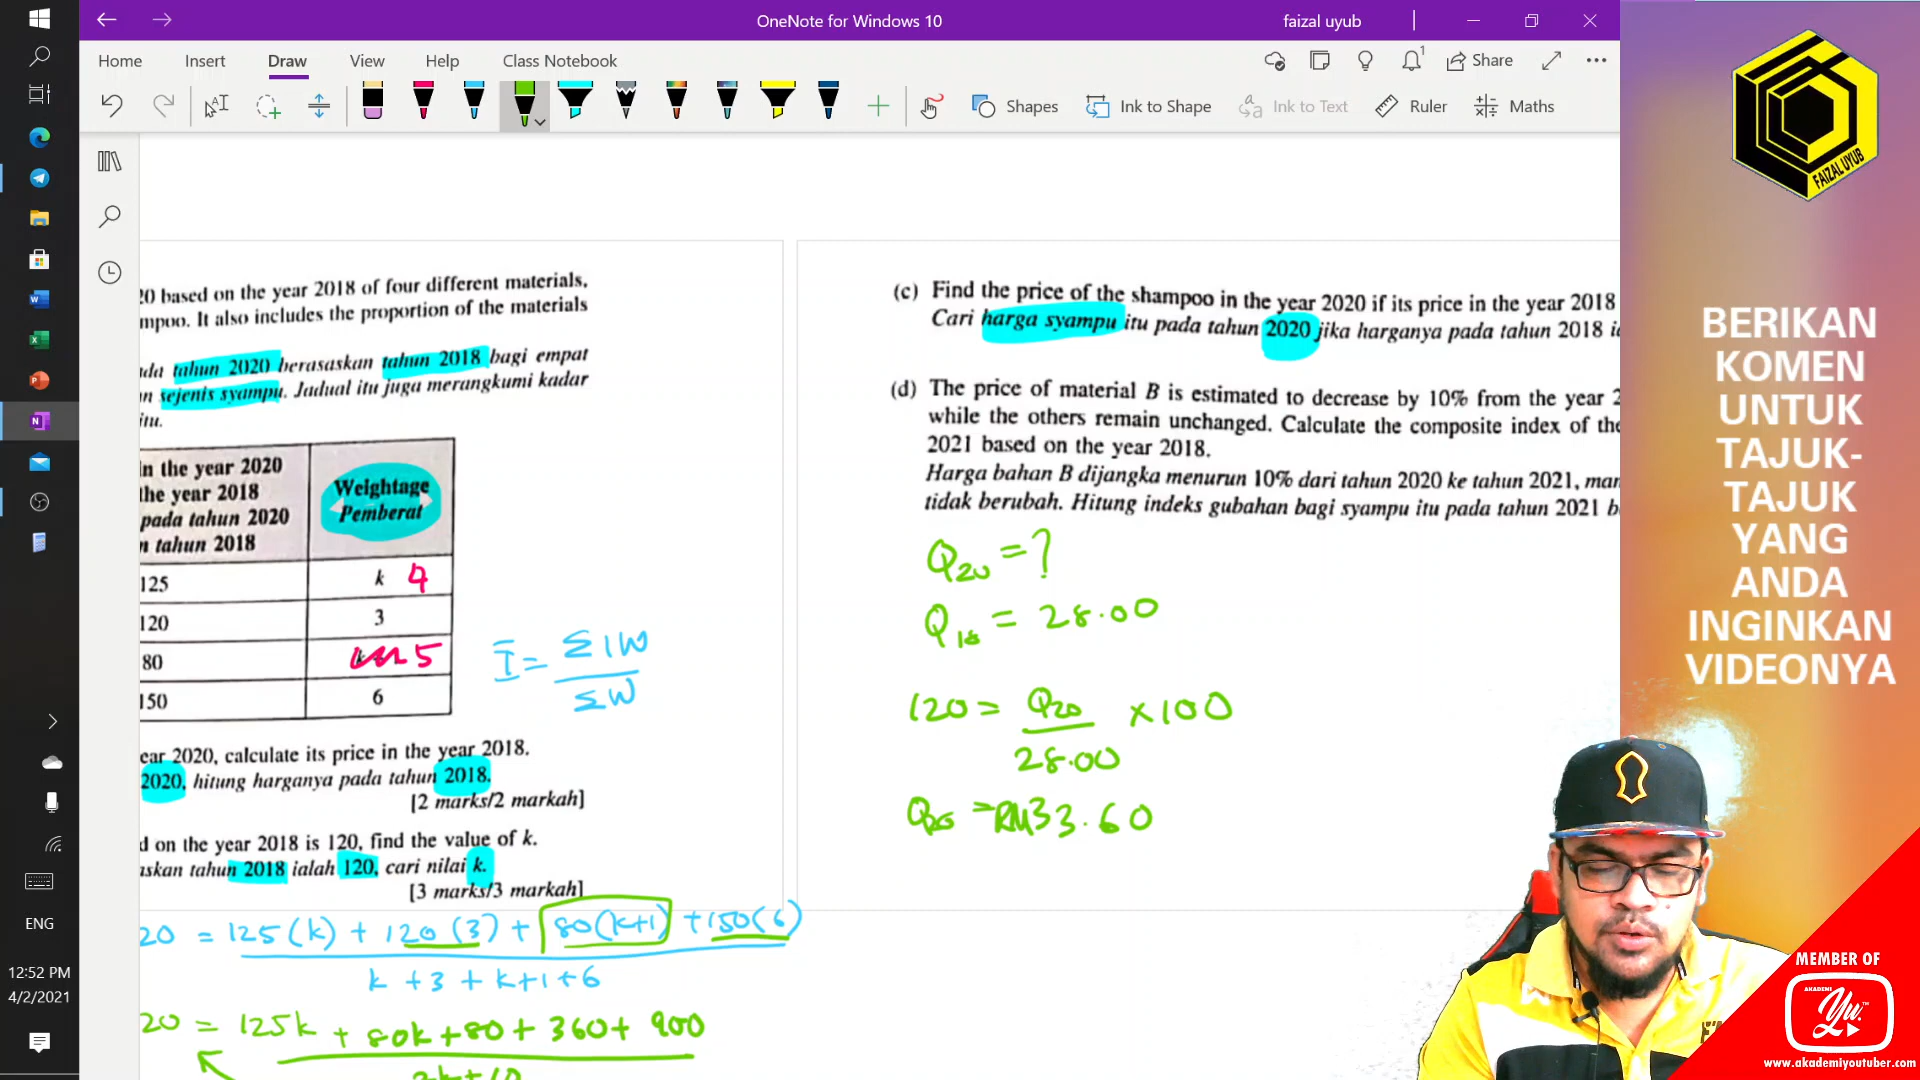 OneNote for Windows 10
faizal uyub
Home Insert Draw View Help Class Notebook
1
Share
Shapes Ink to Shape Ink to Text Ruler Maths
20 based on the year 2018 of four different materials,
mpoo. It also includes the proportion of the materials
ada tahun 2020 berasaskan tahun 2018 bagi empat
n sejenis syampu. Jadual itu juga merangkumi kadar
itu.
in the year 2020
the year 2018
pada tahun 2020
n tahun 2018
Weightage
Pemberat
125 k 4
120 3
80 5
150 6
I = ΣIW
ΣW
ear 2020, calculate its price in the year 2018.
2020, hitung harganya pada tahun 2018.
[2 marks/2 markah]
d on the year 2018 is 120, find the value of k.
askan tahun 2018 ialah 120, cari nilai k.
[3 marks/3 markah]
20 = 125(k) + 120(3) + 80(k+1) + 150(6)
k + 3 + k+1+6
20 = 125k + 80k + 80 + 360 + 900
2k + 10
(c) Find the price of the shampoo in the year 2020 if its price in the year 2018
Cari harga syampu itu pada tahun 2020 jika harganya pada tahun 2018
(d) The price of material B is estimated to decrease by 10% from the year 2
while the others remain unchanged. Calculate the composite index of the
2021 based on the year 2018.
Harga bahan B dijangka menurun 10% dari tahun 2020 ke tahun 2021, man
tidak berubah. Hitung indeks gubahan bagi syampu itu pada tahun 2021 b
Q20 = ?
Q18 = 28.00
120 = Q20 × 100
28.00
Q20 = RM33.60
FAIZAL UYUB
BERIKAN
KOMEN
UNTUK
TAJUK-
TAJUK
YANG
ANDA
INGINKAN
VIDEONYA
MEMBER OF
AKADEMI
Yu
www.akademiyoutuber.com
ENG
12:52 PM
4/2/2021